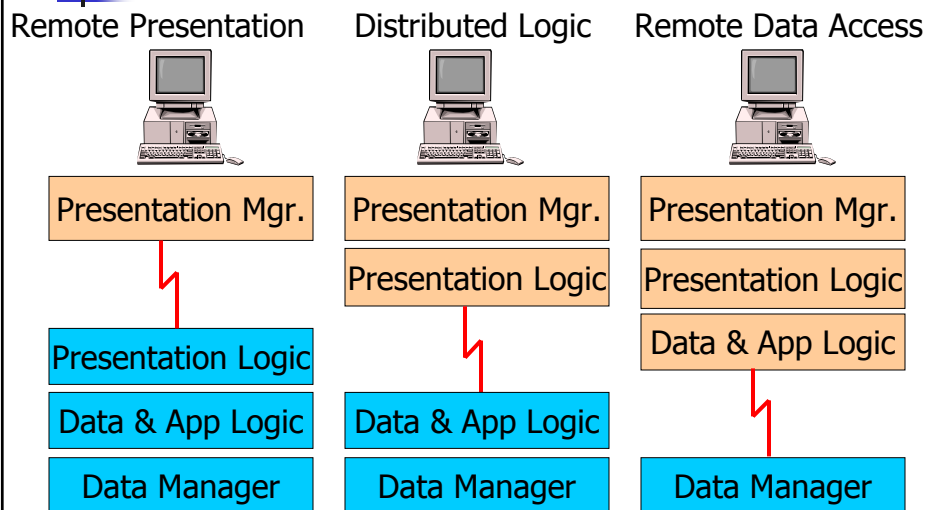 Remote Presentation
Distributed Logic
Remote Data Access
Presentation Mgr.
Presentation Logic
Data & App Logic
Data Manager
Presentation Mgr.
Presentation Logic
Data & App Logic
Data Manager
Presentation Mgr.
Presentation Logic
Data & App Logic
Data Manager